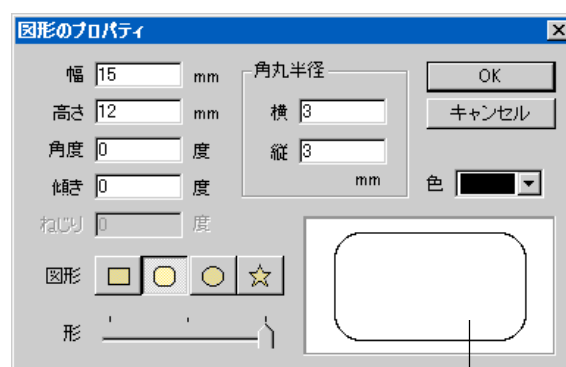 図形のプロパティ
幅 15 mm
高さ 12 mm
角度 0 度
傾き 0 度
ねじり 0 度
角丸半径
横 3
縦 3
mm
OK
キャンセル
色
図形
形